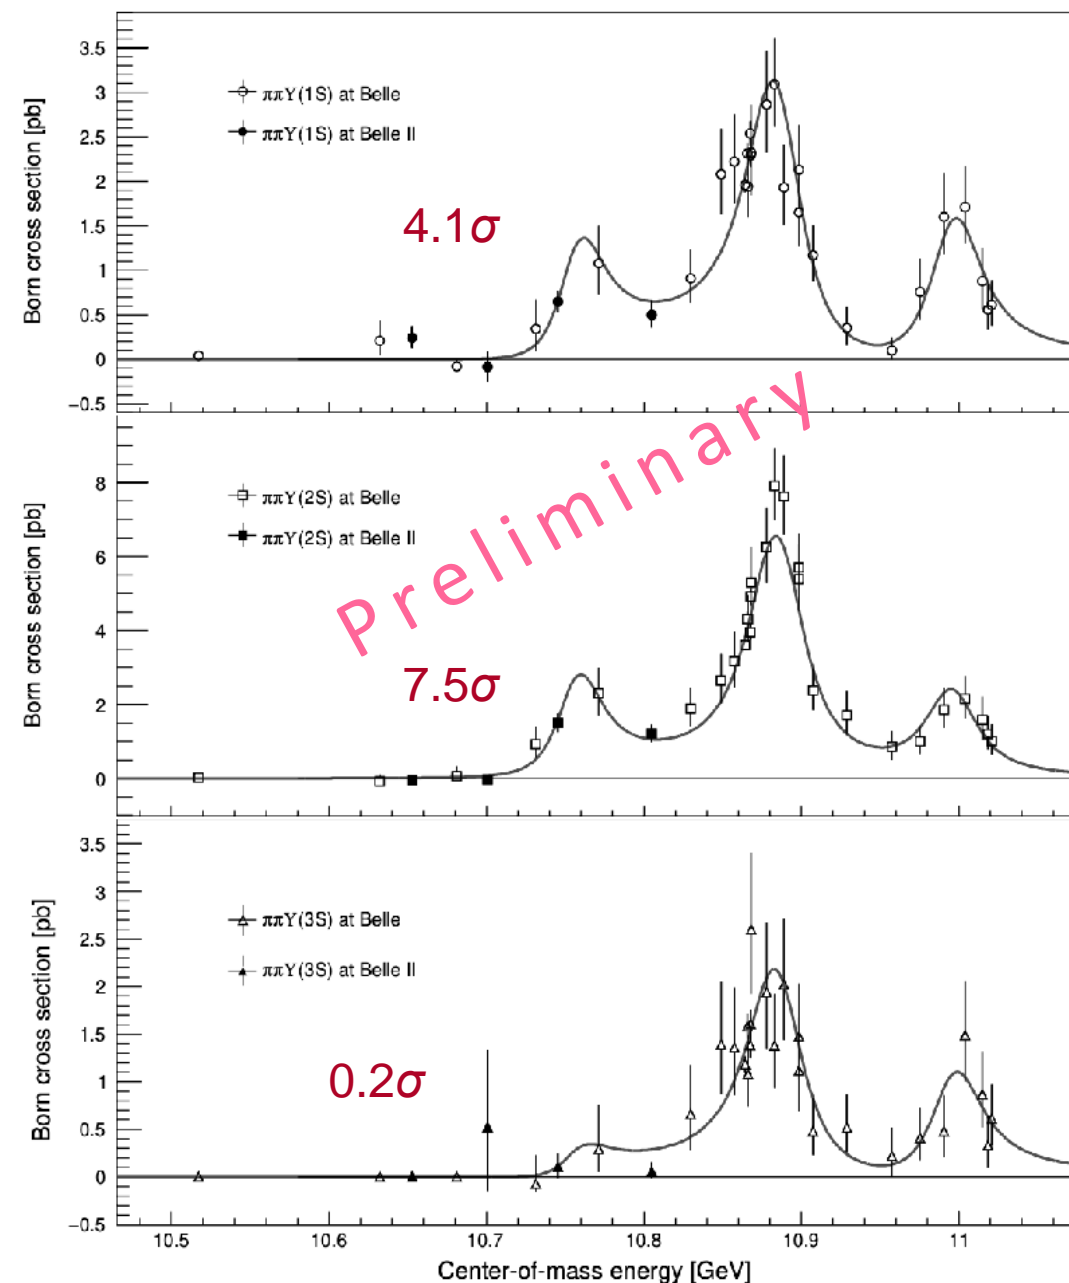 3.5
3
2.5
2
1.5
1
0.5
0
−0.5
Born cross section [pb]
ππΥ(1S) at Belle
ππΥ(1S) at Belle II
4.1σ
Preliminary
8
6
4
2
0
Born cross section [pb]
ππΥ(2S) at Belle
ππΥ(2S) at Belle II
7.5σ
3.5
3
2.5
2
1.5
1
0.5
0
−0.5
Born cross section [pb]
ππΥ(3S) at Belle
ππΥ(3S) at Belle II
0.2σ
10.5 10.6 10.7 10.8 10.9 11
Center-of-mass energy [GeV]